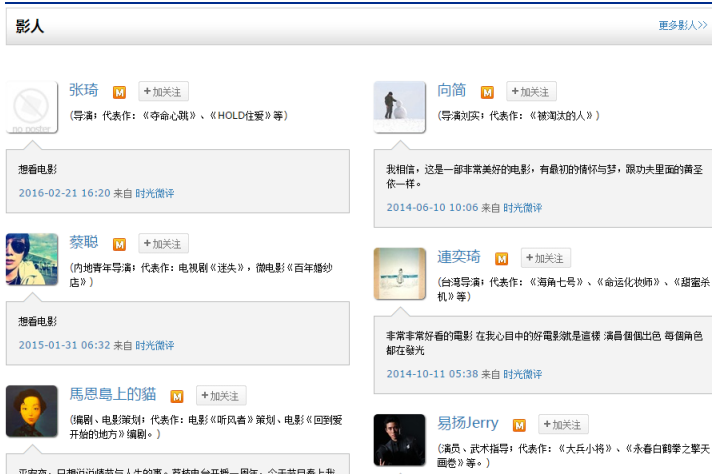 影人
更多影人>>
no poster
张琦 M +加关注
(导演; 代表作: 《夺命心跳》、《HOLD住爱》等)
想看电影
2016-02-21 16:20 来自 时光微评
蔡聪 M +加关注
(内地青年导演; 代表作: 电视剧《迷失》, 微电影《百年婚纱
店》)
想看电影
2015-01-31 06:32 来自 时光微评
馬恩島上的貓 M +加关注
(编剧、电影策划; 代表作: 电影《听风者》策划、电影《回到爱
开始的地方》编剧。)
向简 M +加关注
(导演刘实; 代表作: 《被淘汰的人》)
我相信, 这是一部非常美好的电影, 有最初的情怀与梦, 跟功夫里面的黄圣
依一样。
2014-06-10 10:06 来自 时光微评
連奕琦 M +加关注
(台湾导演; 代表作: 《海角七号》、《命运化妆师》、《甜蜜杀
机》等)
非常非常好看的電影 在我心目中的好電影就是這樣 演員個個出色 每個角色
都在發光
2014-10-11 05:38 来自 时光微评
易扬Jerry M +加关注
(演员、武术指导; 代表作: 《大兵小将》、《永春白鹤拳之擎天
画卷》等。)